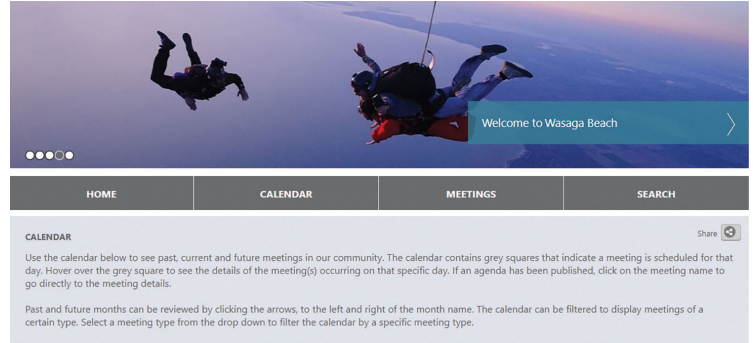 Welcome to Wasaga Beach
HOME
CALENDAR
MEETINGS
SEARCH
CALENDAR
Share
Use the calendar below to see past, current and future meetings in our community. The calendar contains grey squares that indicate a meeting is scheduled for that
day. Hover over the grey square to see the details of the meeting(s) occurring on that specific day. If an agenda has been published, click on the meeting name to
go directly to the meeting details.
Past and future months can be reviewed by clicking the arrows, to the left and right of the month name. The calendar can be filtered to display meetings of a
certain type. Select a meeting type from the drop down to filter the calendar by a specific meeting type.